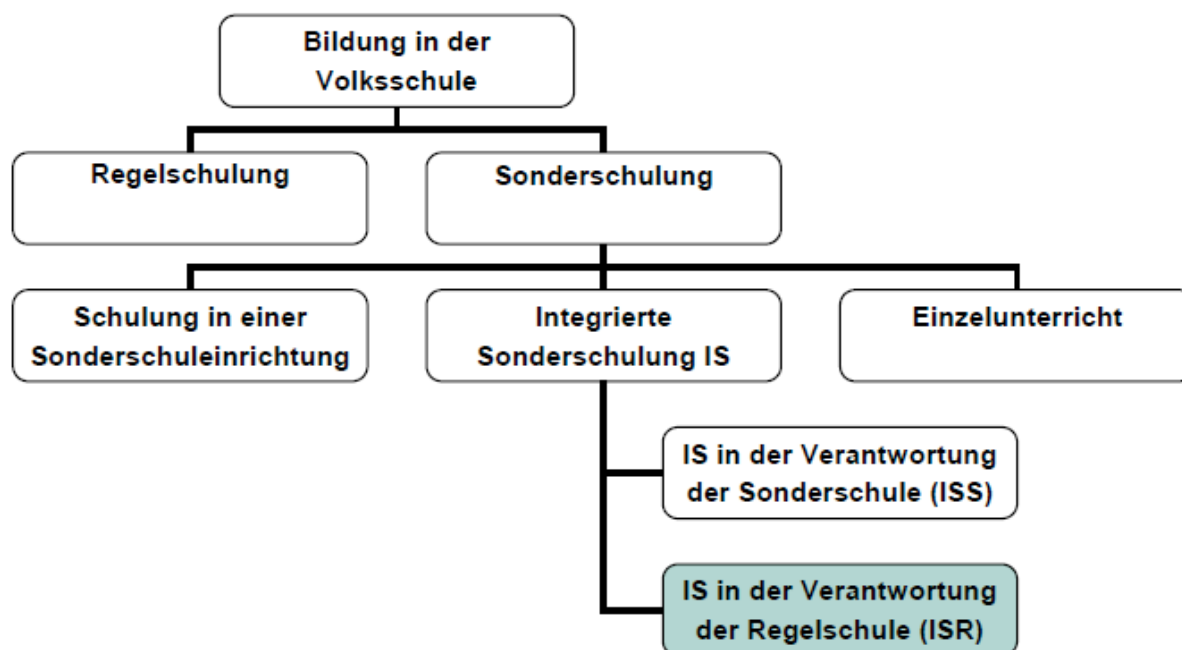 Bildung in der
Volksschule
Regelschulung
Sonderschulung
Schulung in einer
Sonderschuleinrichtung
Integrierte
Sonderschulung IS
Einzelunterricht
IS in der Verantwortung
der Sonderschule (ISS)
IS in der Verantwortung
der Regelschule (ISR)